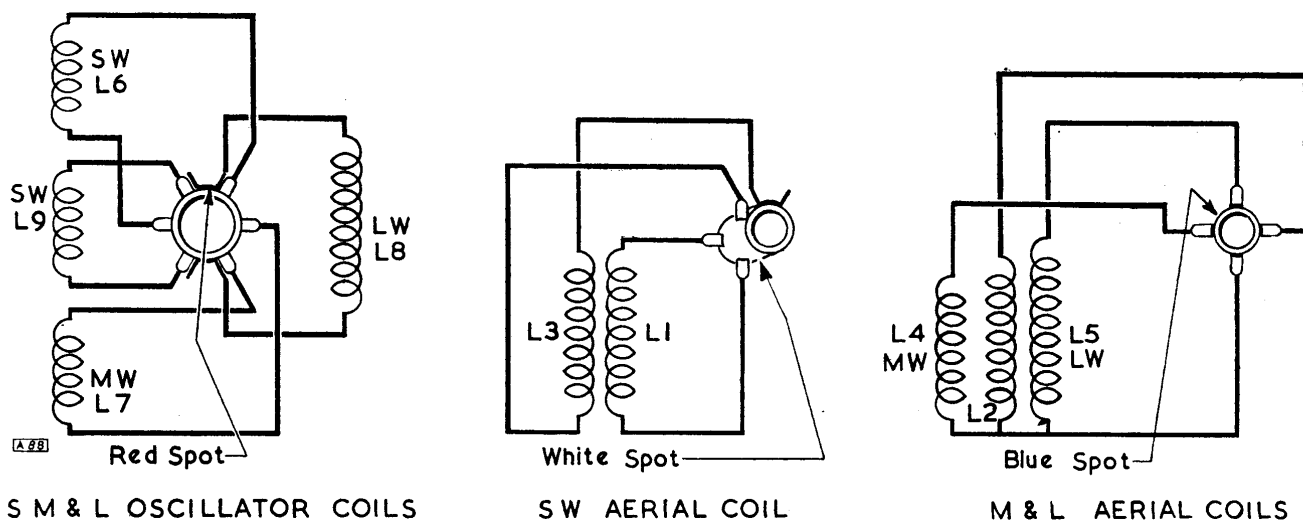 SW
L6
SW
L9
LW
L8
MW
L7
A88
Red Spot
S M & L OSCILLATOR COILS
L3
L1
White Spot
SW AERIAL COIL
L4
MW
L2
L5
LW
Blue Spot
M & L AERIAL COILS